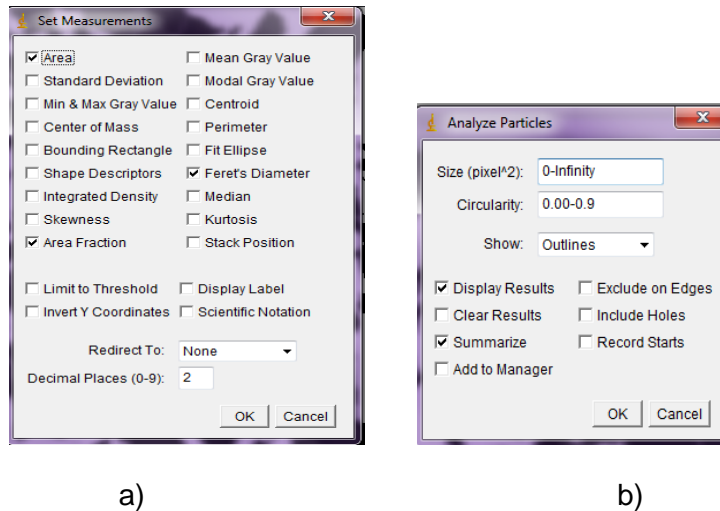 Set Measurements
Area Mean Gray Value
Standard Deviation Modal Gray Value
Min & Max Gray Value Centroid
Center of Mass Perimeter
Bounding Rectangle Fit Ellipse
Shape Descriptors Feret's Diameter
Integrated Density Median
Skewness Kurtosis
Area Fraction Stack Position
Limit to Threshold Display Label
Invert Y Coordinates Scientific Notation
Redirect To: None
Decimal Places (0-9): 2
OK Cancel
a)
Analyze Particles
Size (pixel^2): 0-Infinity
Circularity: 0.00-0.9
Show: Outlines
Display Results Exclude on Edges
Clear Results Include Holes
Summarize Record Starts
Add to Manager
OK Cancel
b)